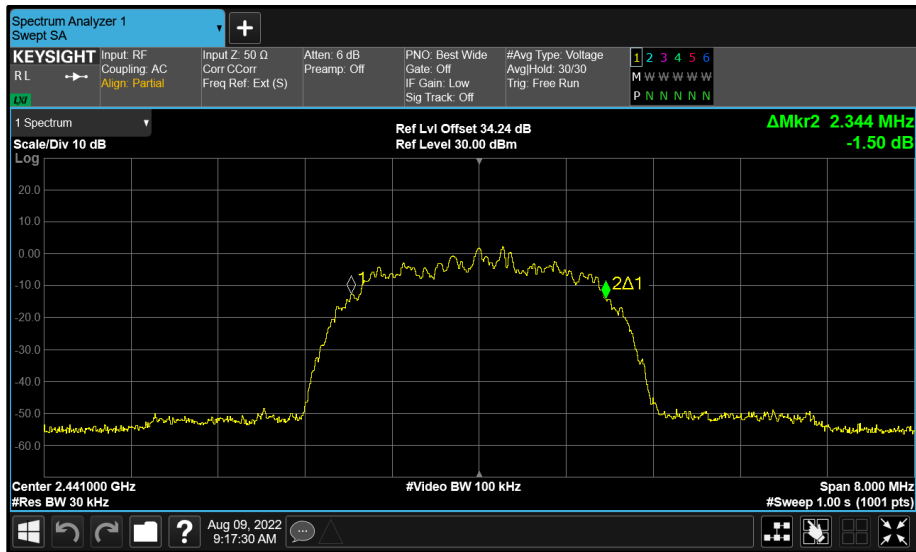 Spectrum Analyzer 1
Swept SA
+
KEYSIGHT
RL
LXI
Input: RF
Coupling: AC
Align: Partial
Input Z: 50 Ω
Corr CCorr
Freq Ref: Ext (S)
Atten: 6 dB
Preamp: Off
PNO: Best Wide
Gate: Off
IF Gain: Low
Sig Track: Off
#Avg Type: Voltage
Avg|Hold: 30/30
Trig: Free Run
1 2 3 4 5 6
M W W W W W
P N N N N N
1 Spectrum
Scale/Div 10 dB
Ref Lvl Offset 34.24 dB
Ref Level 30.00 dBm
ΔMkr2 2.344 MHz
-1.50 dB
Log
20.0
10.0
0.00
-10.0
-20.0
-30.0
-40.0
-50.0
-60.0
1
2Δ1
Center 2.441000 GHz
#Res BW 30 kHz
#Video BW 100 kHz
Span 8.000 MHz
#Sweep 1.00 s (1001 pts)
?
Aug 09, 2022
9:17:30 AM